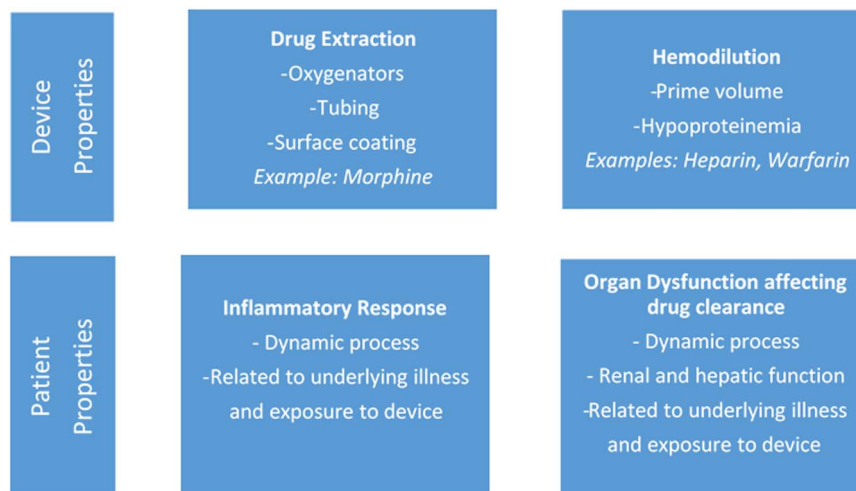 Device
Properties
Drug Extraction
-Oxygenators
-Tubing
-Surface coating
Example: Morphine
Hemodilution
-Prime volume
-Hypoproteinemia
Examples: Heparin, Warfarin
Patient
Properties
Inflammatory Response
- Dynamic process
-Related to underlying illness
and exposure to device
Organ Dysfunction affecting
drug clearance
- Dynamic process
- Renal and hepatic function
-Related to underlying illness
and exposure to device